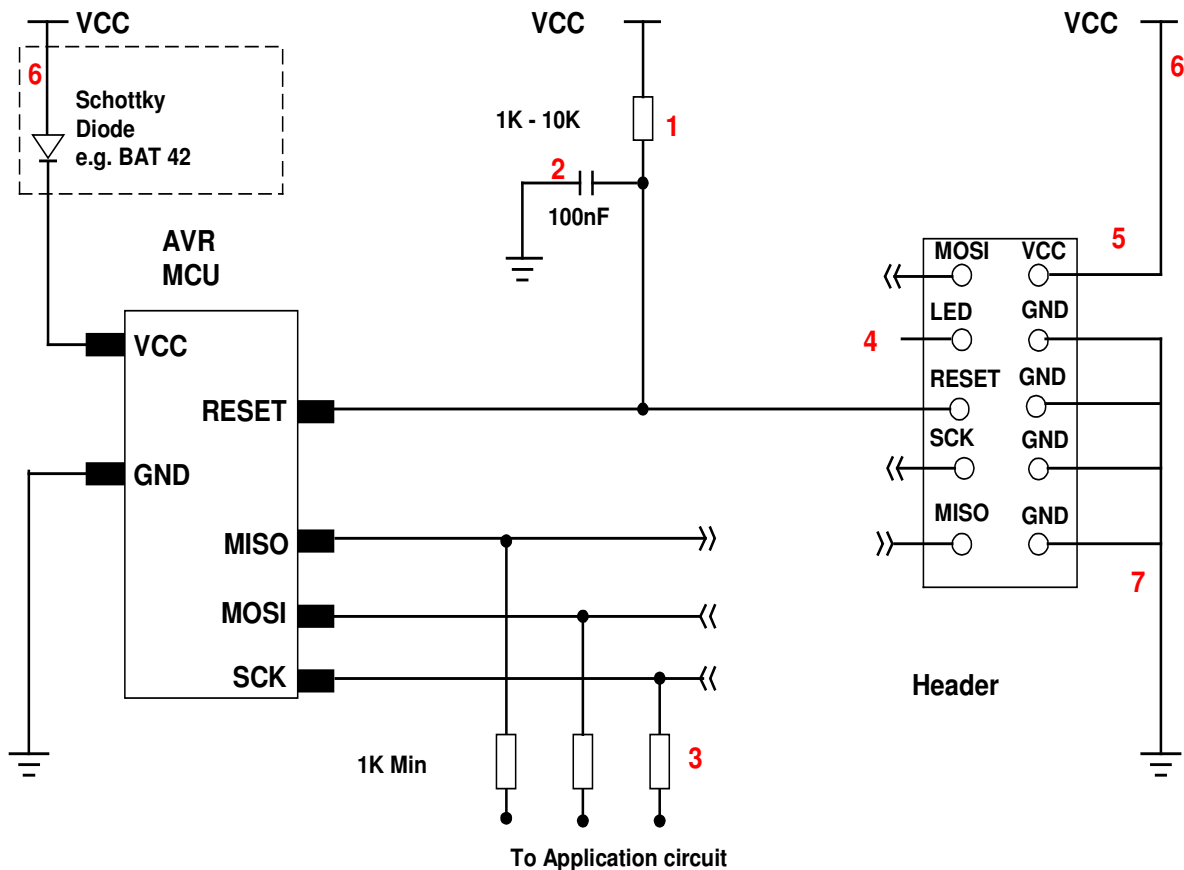 VCC
VCC
VCC
6
6
Schottky
Diode
e.g. BAT 42
1K - 10K
1
2
100nF
AVR
MCU
5
MOSI
VCC
LED
GND
4
VCC
RESET
GND
RESET
SCK
GND
GND
MISO
GND
MISO
7
MOSI
SCK
Header
1K Min
3
To Application circuit